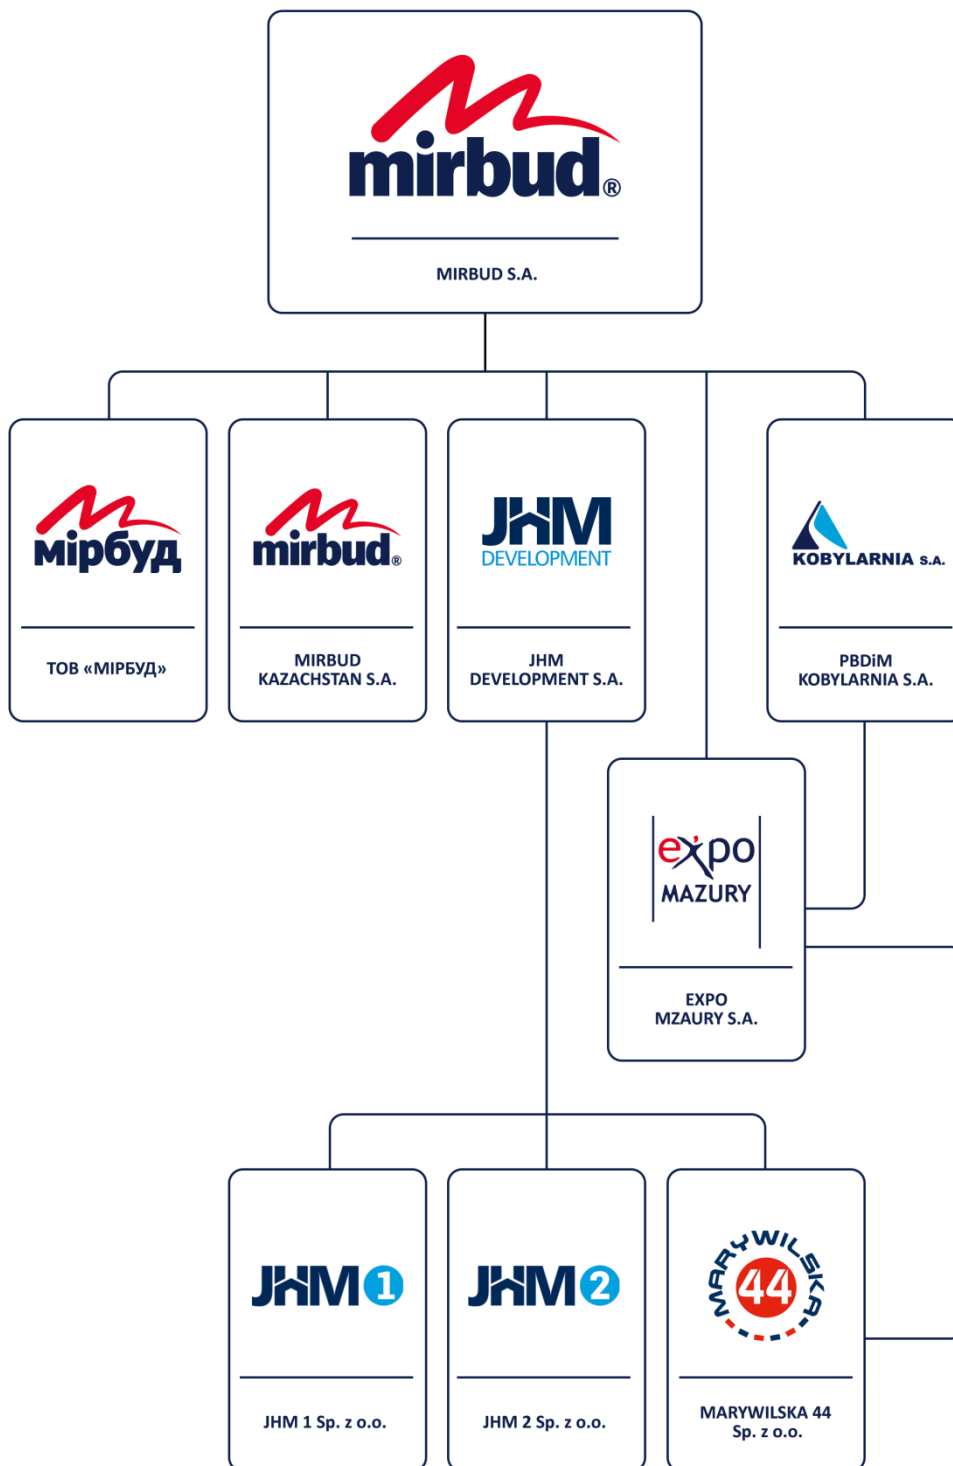 mirbud®
MIRBUD S.A.
мірбуд
ТОВ «МІРБУД»
mirbud®
MIRBUD
KAZACHSTAN S.A.
JHM
DEVELOPMENT
JHM
DEVELOPMENT S.A.
KOBYLARNIA S.A.
PBDiM
KOBYLARNIA S.A.
expo
MAZURY
EXPO
MZAURY S.A.
JHM 1
JHM 1 Sp. z o.o.
JHM 2
JHM 2 Sp. z o.o.
MARYWILSKA
44
MARYWILSKA 44
Sp. z o.o.